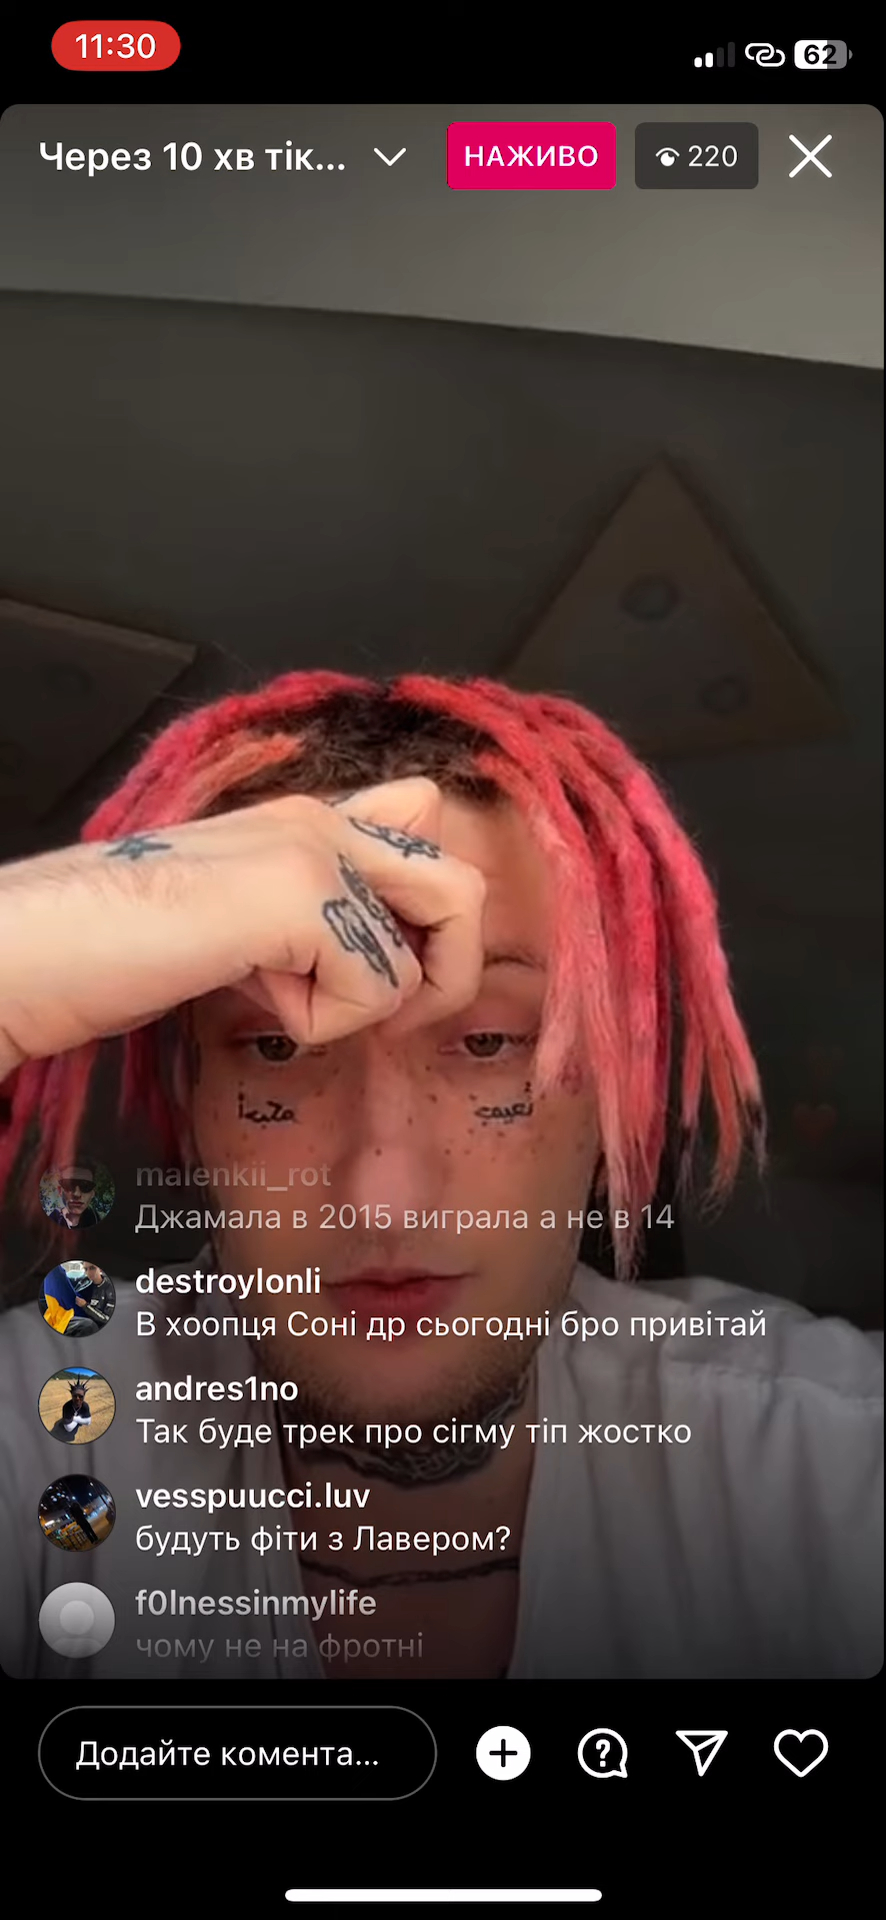 11:30
62
Через 10 хв тік...
НАЖИВО
220
malenkii_rot
Джамала в 2015 виграла а не в 14
destroylonli
В хоопця Соні др сьогодні бро привітай
andres1no
Так буде трек про сігму тіп жостко
vesspuucci.luv
будуть фіти з Лавером?
f0lnessinmylife
чому не на фротні
Додайте комента...